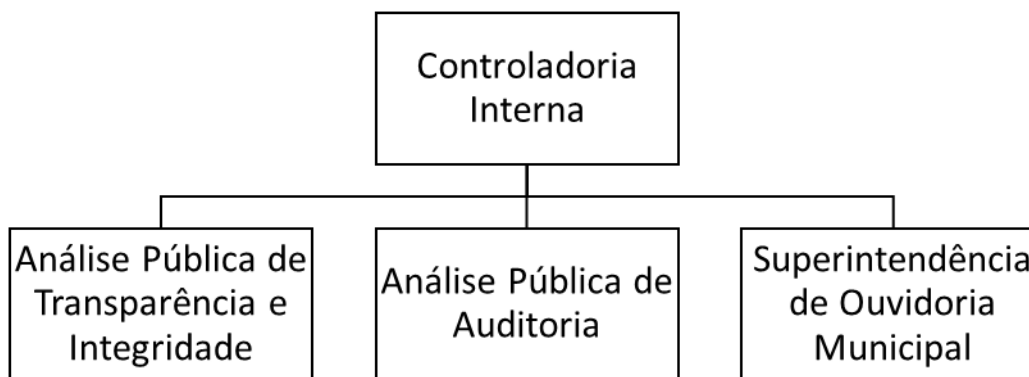 Controladoria
Interna
Análise Pública de
Transparência e
Integridade
Análise Pública de
Auditoria
Superintendência
de Ouvidoria
Municipal